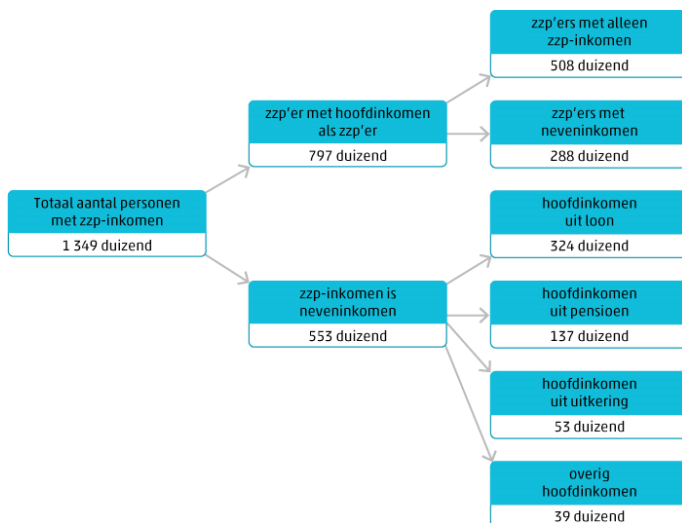 zzp'ers met alleen
zzp-inkomen
508 duizend
zzp'er met hoofdinkomen
als zzp'er
797 duizend
zzp'ers met
neveninkomen
288 duizend
Totaal aantal personen
met zzp-inkomen
1 349 duizend
hoofdinkomen
uit loon
324 duizend
zzp-inkomen is
neveninkomen
553 duizend
hoofdinkomen
uit pensioen
137 duizend
hoofdinkomen
uit uitkering
53 duizend
overig
hoofdinkomen
39 duizend